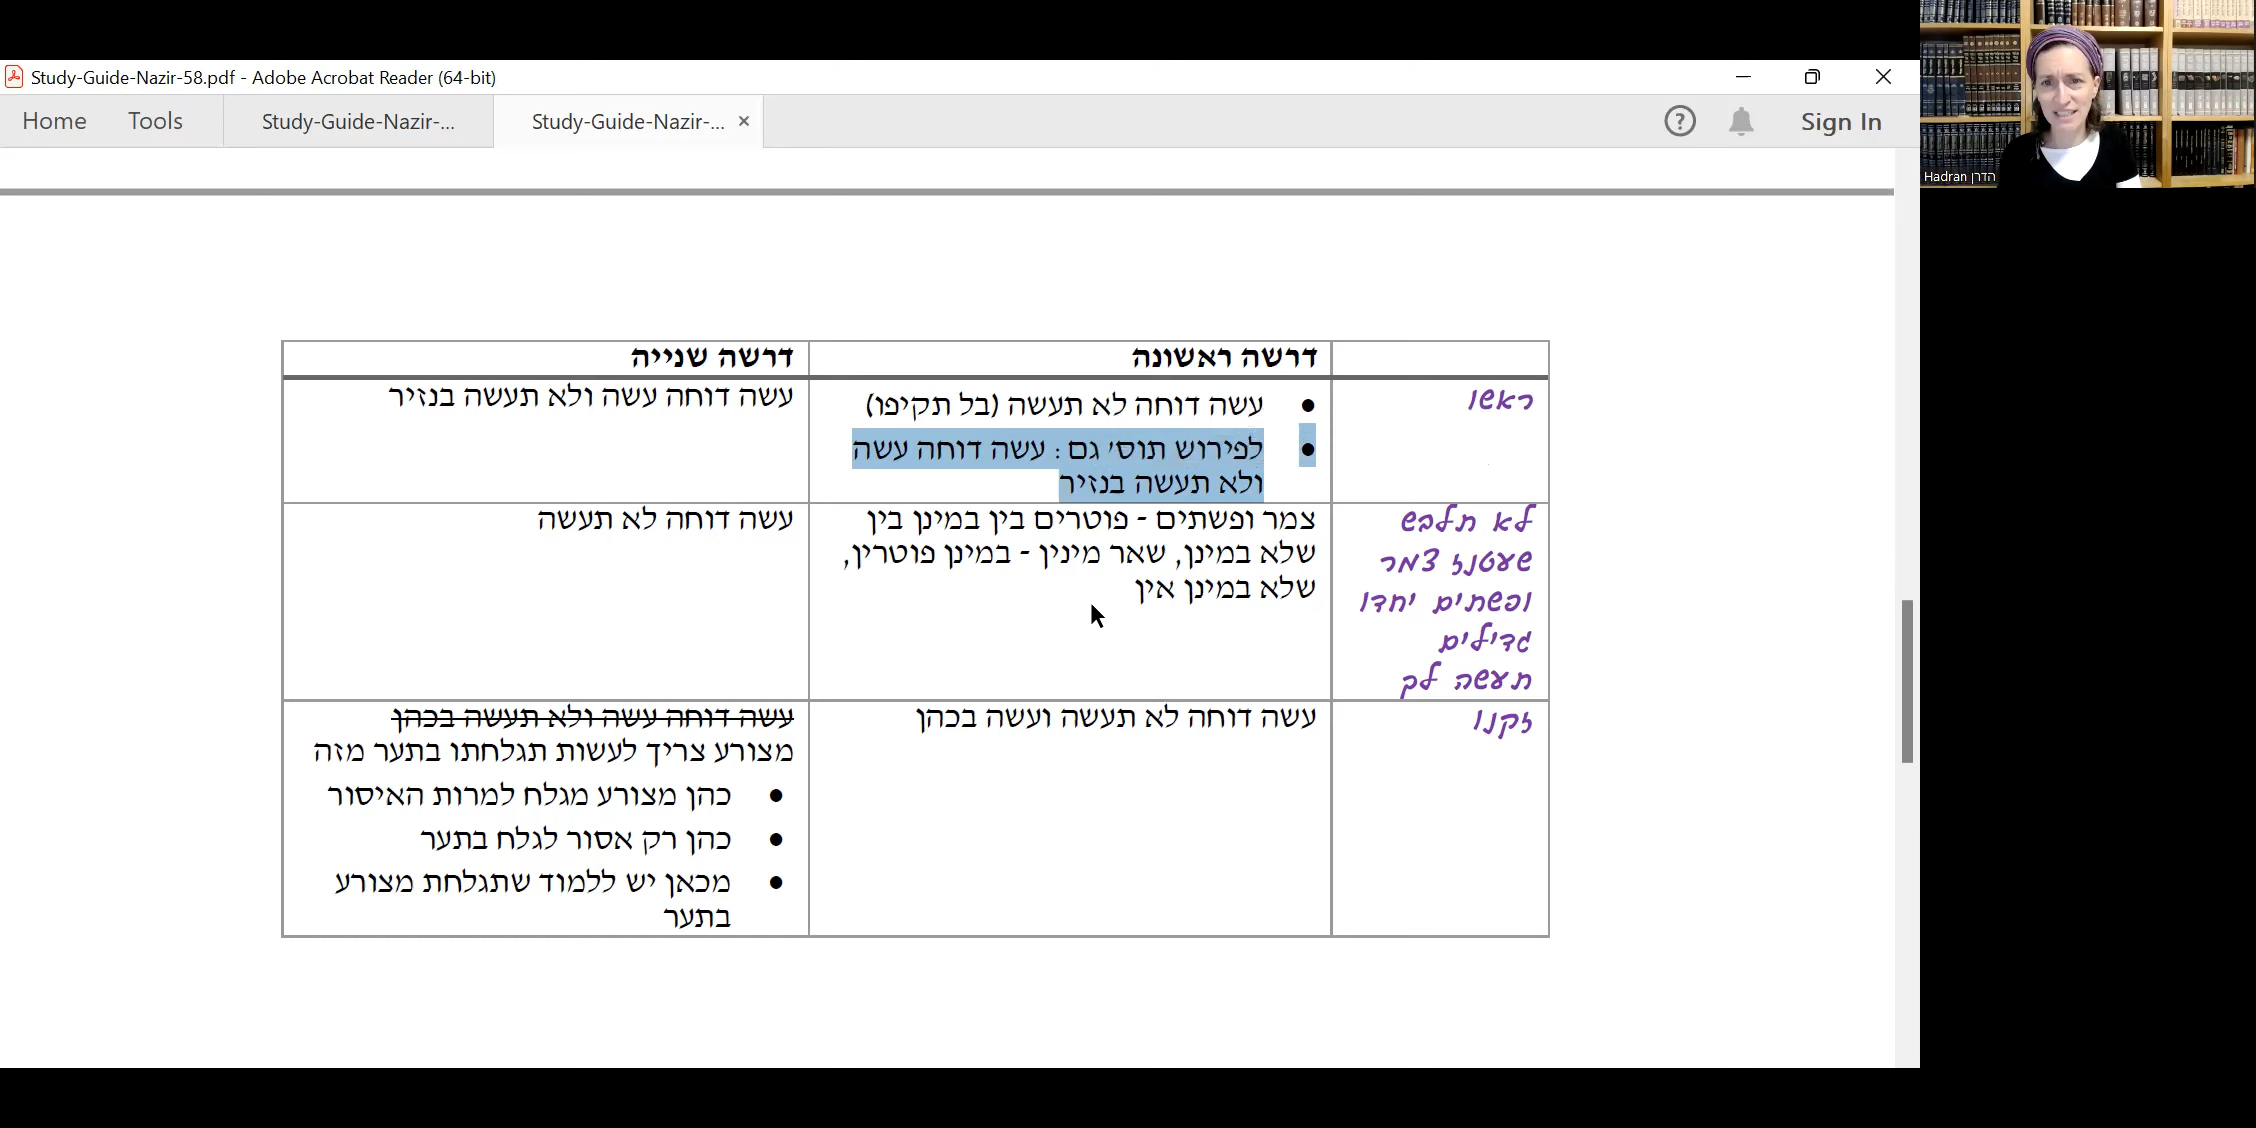 Study-Guide-Nazir-58.pdf - Adobe Acrobat Reader (64-bit)
Home
Tools
Study-Guide-Nazir-...
Study-Guide-Nazir-... ×
Sign In
Hadran הדרן
דרשה ראשונה
דרשה שנייה
ראשו
• עשה דוחה לא תעשה (בל תקיפו)
• לפירוש תוס' גם: עשה דוחה עשה
ולא תעשה בנזיר
עשה דוחה עשה ולא תעשה בנזיר
לא תלבש
שעטנז צמר
ופשתים יחדו
גדילים
תעשה לך
צמר ופשתים - פוטרים בין במינן בין
שלא במינן, שאר מינין - במינן פוטרין,
שלא במינן אין
עשה דוחה לא תעשה
זקנו
עשה דוחה לא תעשה ועשה בכהן
עשה דוחה עשה ולא תעשה בכהן
מצורע צריך לעשות תגלחתו בתער מזה
• כהן מצורע מגלח למרות האיסור
• כהן רק אסור לגלח בתער
• מכאן יש ללמוד שתגלחת מצורע
בתער